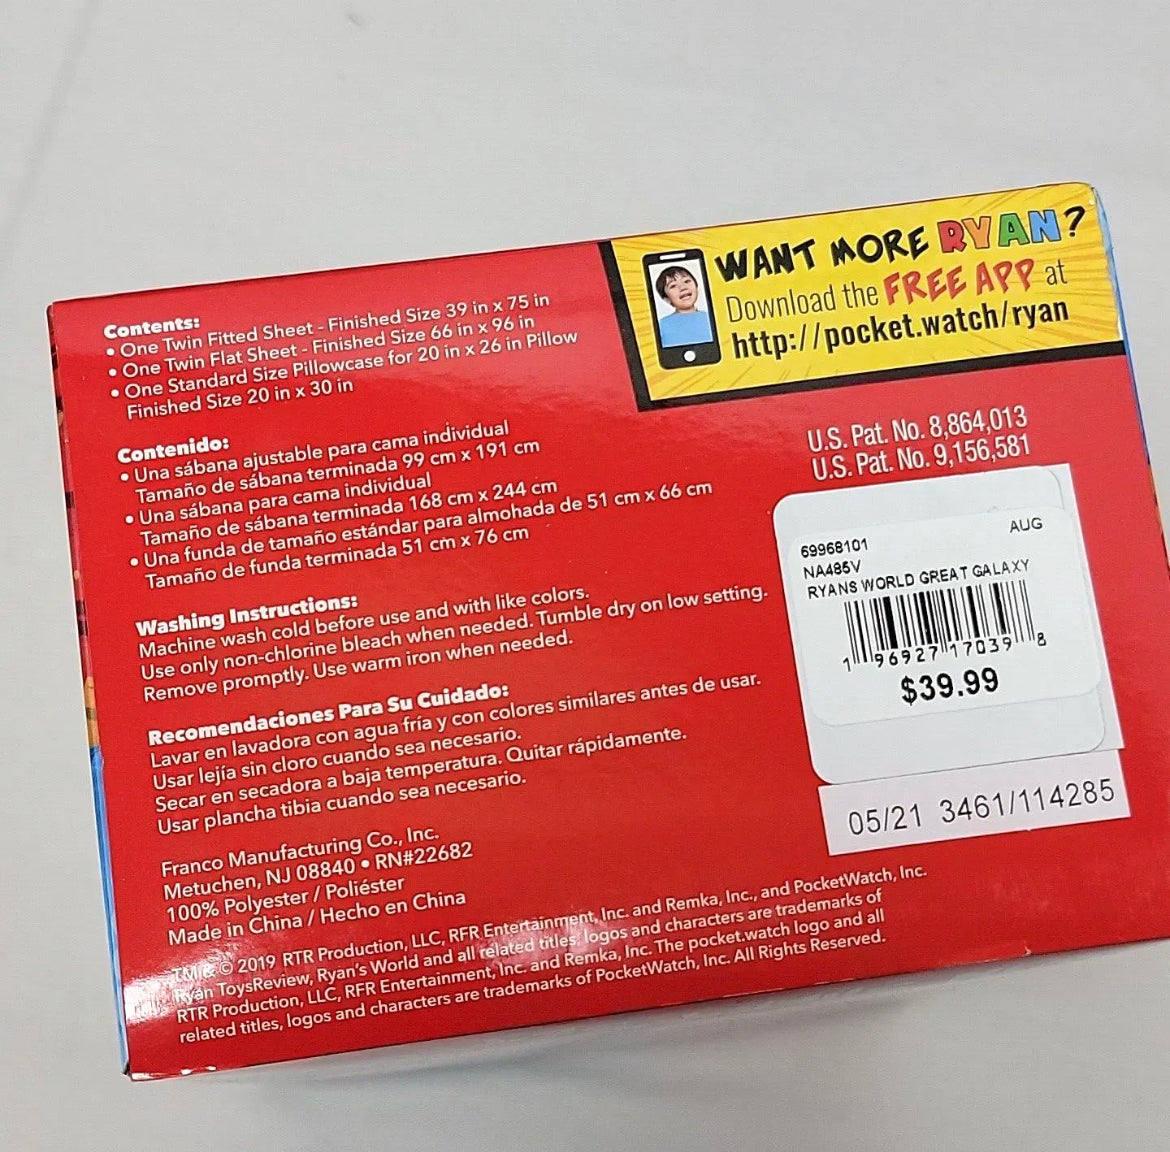 WANT MORE RYAN?
Download the FREE APP at
http://pocket.watch/ryan
Contents:
• One Twin Fitted Sheet - Finished Size 39 in x 75 in
• One Twin Flat Sheet - Finished Size 66 in x 96 in
• One Standard Size Pillowcase for 20 in x 26 in Pillow
Finished Size 20 in x 30 in
Contenido:
• Una sábana ajustable para cama individual
Tamaño de sábana terminada 99 cm x 191 cm
• Una sábana para cama individual
Tamaño de sábana terminada 168 cm x 244 cm
• Una funda de tamaño estándar para almohada de 51 cm x 66 cm
Tamaño de funda terminada 51 cm x 76 cm
Washing Instructions:
Machine wash cold before use and with like colors.
Use only non-chlorine bleach when needed. Tumble dry on low setting.
Remove promptly. Use warm iron when needed.
Recomendaciones Para Su Cuidado:
Lavar en lavadora con agua fría y con colores similares antes de usar.
Usar lejía sin cloro cuando sea necesario.
Secar en secadora a baja temperatura. Quitar rápidamente.
Usar plancha tibia cuando sea necesario.
Franco Manufacturing Co., Inc.
Metuchen, NJ 08840 • RN#22682
100% Polyester / Poliéster
Made in China / Hecho en China
TM & © 2019 RTR Production, LLC, RFR Entertainment, Inc. and Remka, Inc., and PocketWatch, Inc.
Ryan ToysReview, Ryan's World and all related titles, logos and characters are trademarks of
RTR Production, LLC, RFR Entertainment, Inc. and Remka, Inc. The pocket.watch logo and all
related titles, logos and characters are trademarks of PocketWatch, Inc. All Rights Reserved.
U.S. Pat. No. 8,864,013
U.S. Pat. No. 9,156,581
AUG
69968101
NA485V
RYANS WORLD GREAT GALAXY
1 96927 17039 8
$39.99
05/21 3461/114285